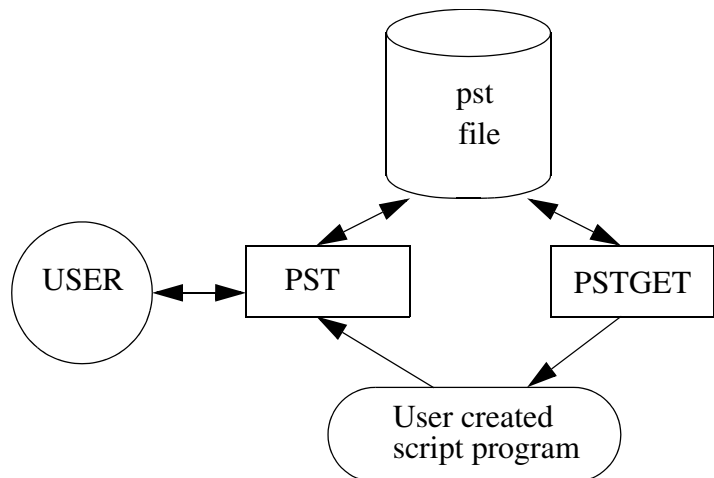 pst
file
USER
PST
PSTGET
User created
script program